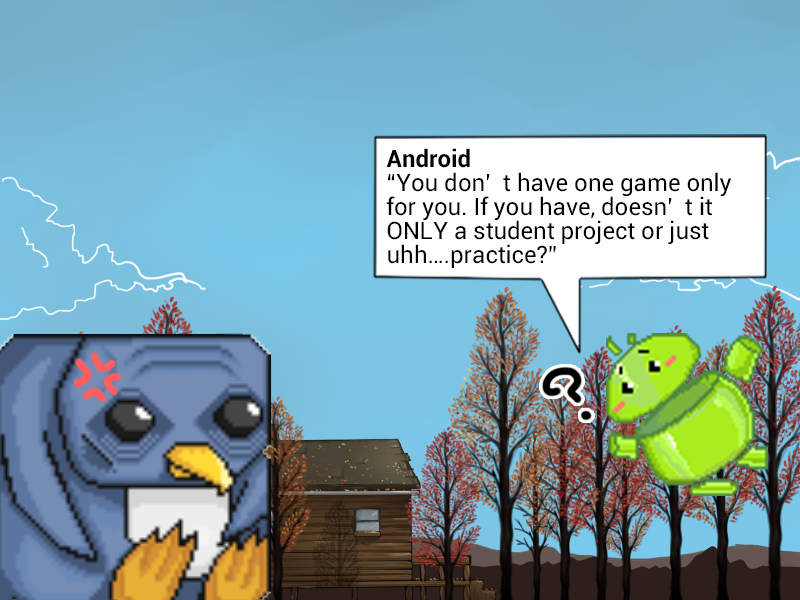 Android
“You don’ t have one game only
for you. If you have, doesn’ t it
ONLY a student project or just
uhh....practice?”
?